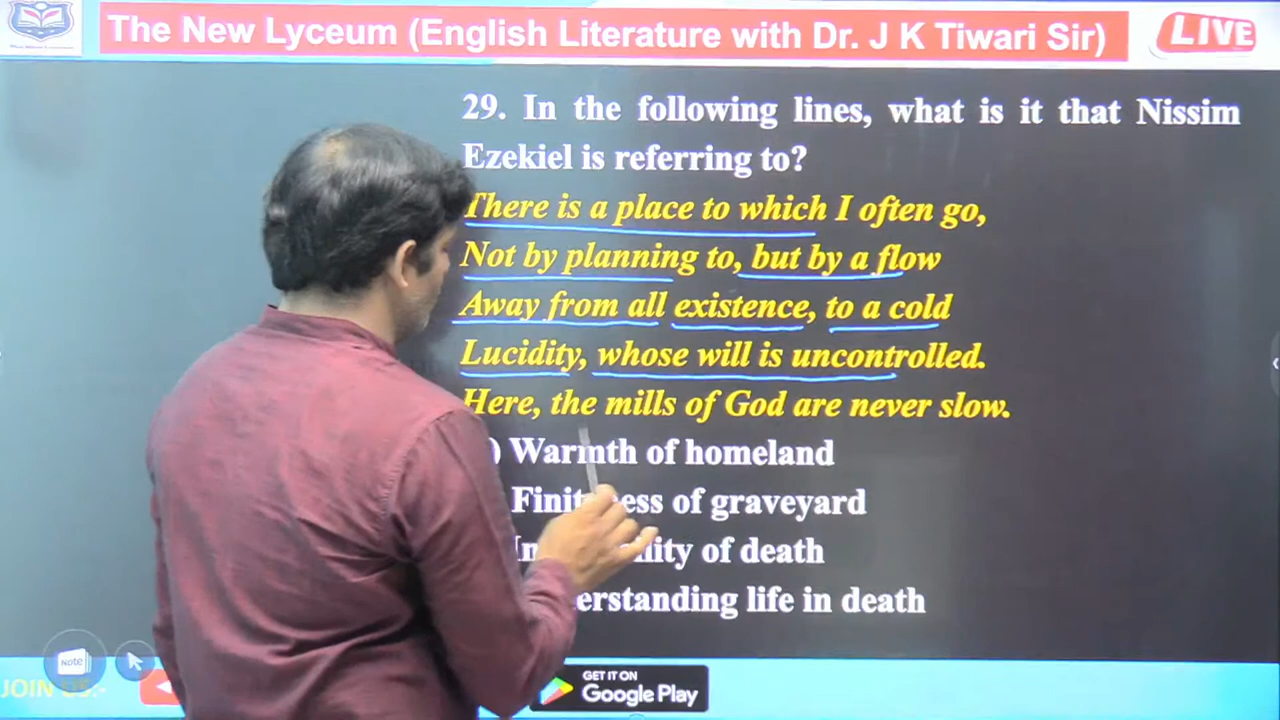 The New Lyceum (English Literature with Dr. J K Tiwari Sir)
LIVE
29. In the following lines, what is it that Nissim
Ezekiel is referring to?
There is a place to which I often go,
Not by planning to, but by a flow
Away from all existence, to a cold
Lucidity, whose will is uncontrolled.
Here, the mills of God are never slow.
) Warmth of homeland
of graveyard
of death
life in death
Note
JOIN US:-
GET IT ON
Google Play